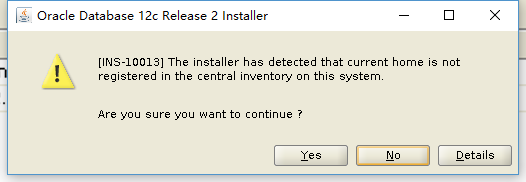 Oracle Database 12c Release 2 Installer
[INS-10013] The installer has detected that current home is not
registered in the central inventory on this system.
Are you sure you want to continue ?
Yes No Details